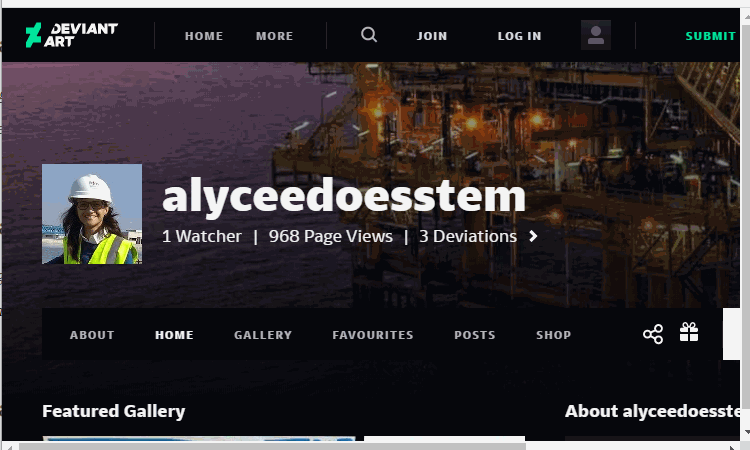 DEVIANT ART
HOME MORE JOIN LOG IN SUBMIT
alyceedoesstem
1 Watcher | 968 Page Views | 3 Deviations
ABOUT HOME GALLERY FAVOURITES POSTS SHOP
Featured Gallery
About alyceedoesste